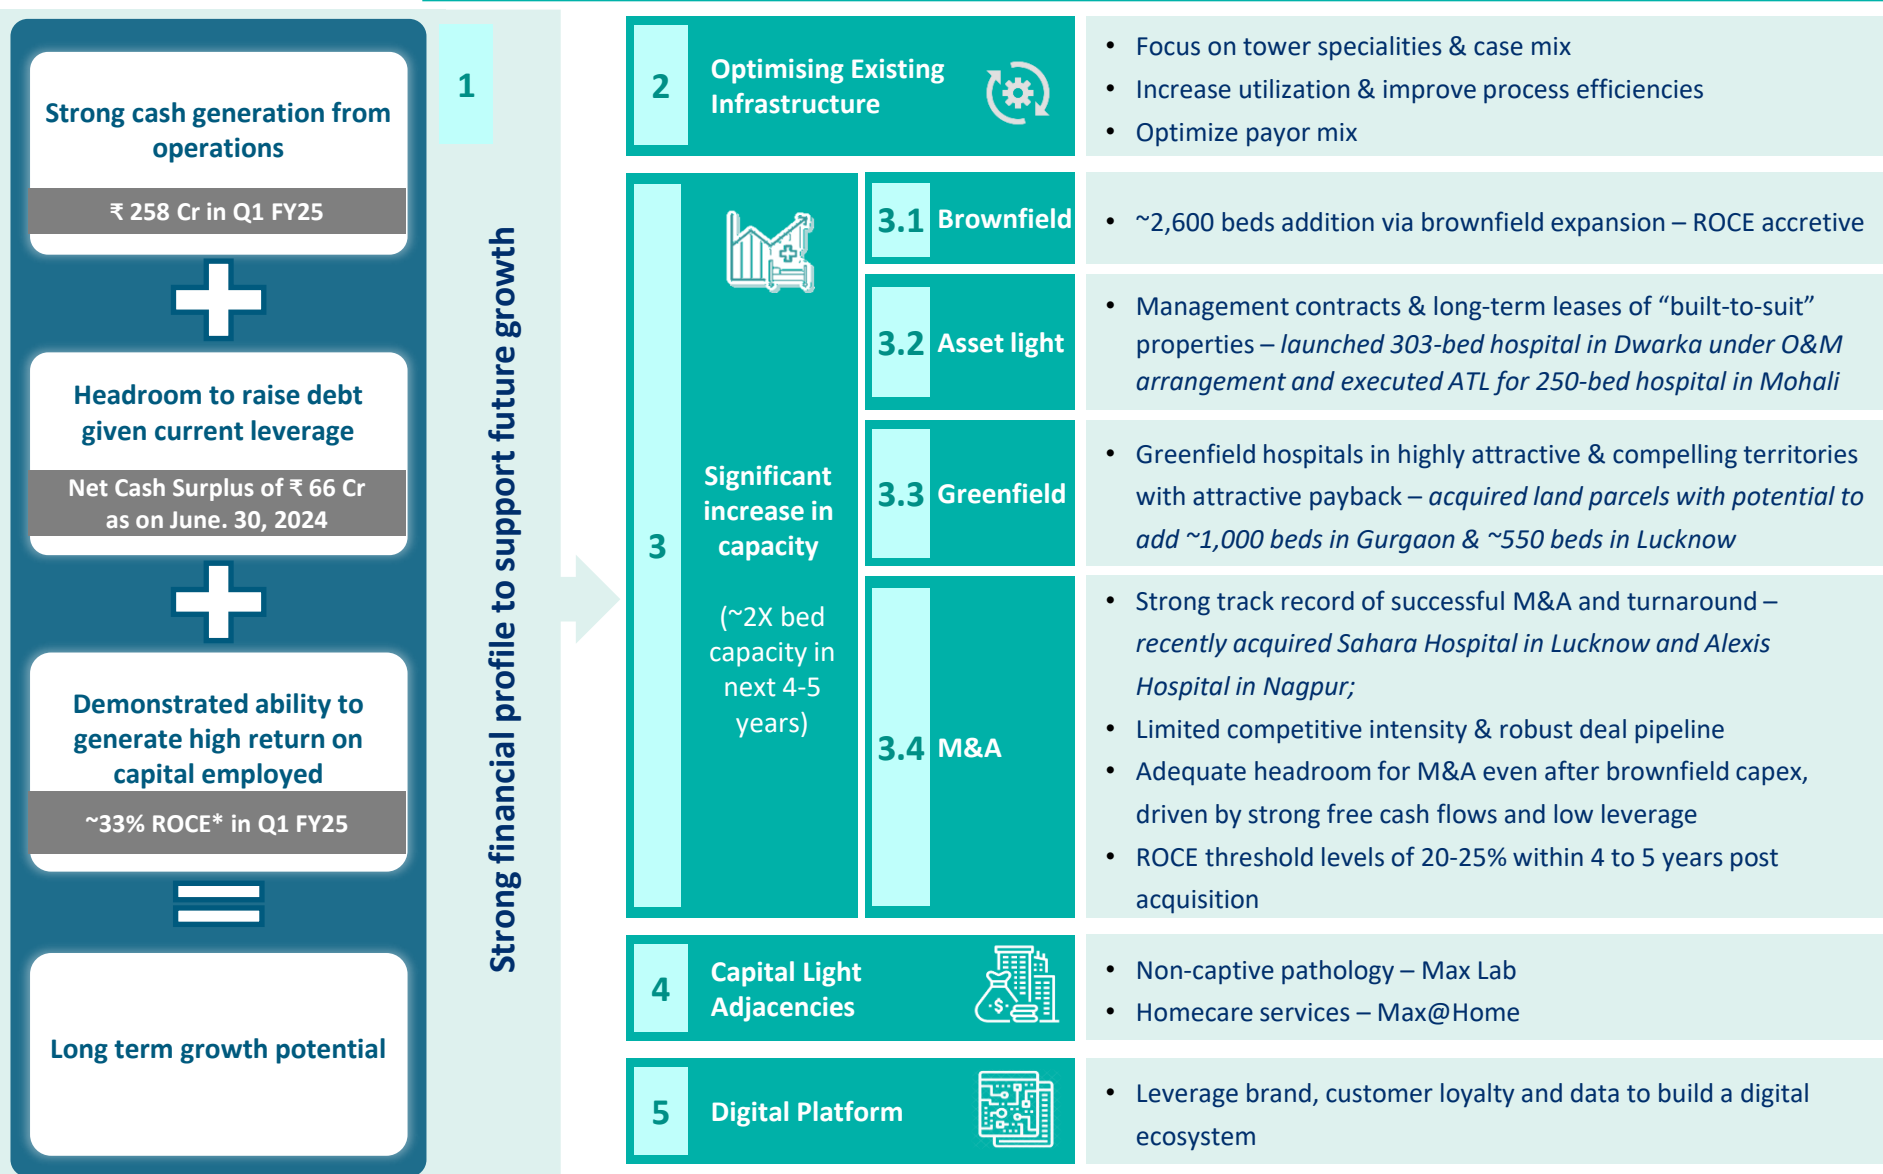 Strong cash generation from
operations
₹ 258 Cr in Q1 FY25
Headroom to raise debt
given current leverage
Net Cash Surplus of ₹ 66 Cr
as on June. 30, 2024
Demonstrated ability to
generate high return on
capital employed
~33% ROCE* in Q1 FY25
Long term growth potential
1
Strong financial profile to support future growth
2
Optimising Existing
Infrastructure
• Focus on tower specialities & case mix
• Increase utilization & improve process efficiencies
• Optimize payor mix
3
Significant
increase in
capacity
(~2X bed
capacity in
next 4-5
years)
3.1 Brownfield
• ~2,600 beds addition via brownfield expansion – ROCE accretive
3.2 Asset light
• Management contracts & long-term leases of “built-to-suit”
properties – launched 303-bed hospital in Dwarka under O&M
arrangement and executed ATL for 250-bed hospital in Mohali
3.3 Greenfield
• Greenfield hospitals in highly attractive & compelling territories
with attractive payback – acquired land parcels with potential to
add ~1,000 beds in Gurgaon & ~550 beds in Lucknow
3.4 M&A
• Strong track record of successful M&A and turnaround –
recently acquired Sahara Hospital in Lucknow and Alexis
Hospital in Nagpur;
• Limited competitive intensity & robust deal pipeline
• Adequate headroom for M&A even after brownfield capex,
driven by strong free cash flows and low leverage
• ROCE threshold levels of 20-25% within 4 to 5 years post
acquisition
4
Capital Light
Adjacencies
• Non-captive pathology – Max Lab
• Homecare services – Max@Home
5
Digital Platform
• Leverage brand, customer loyalty and data to build a digital
ecosystem